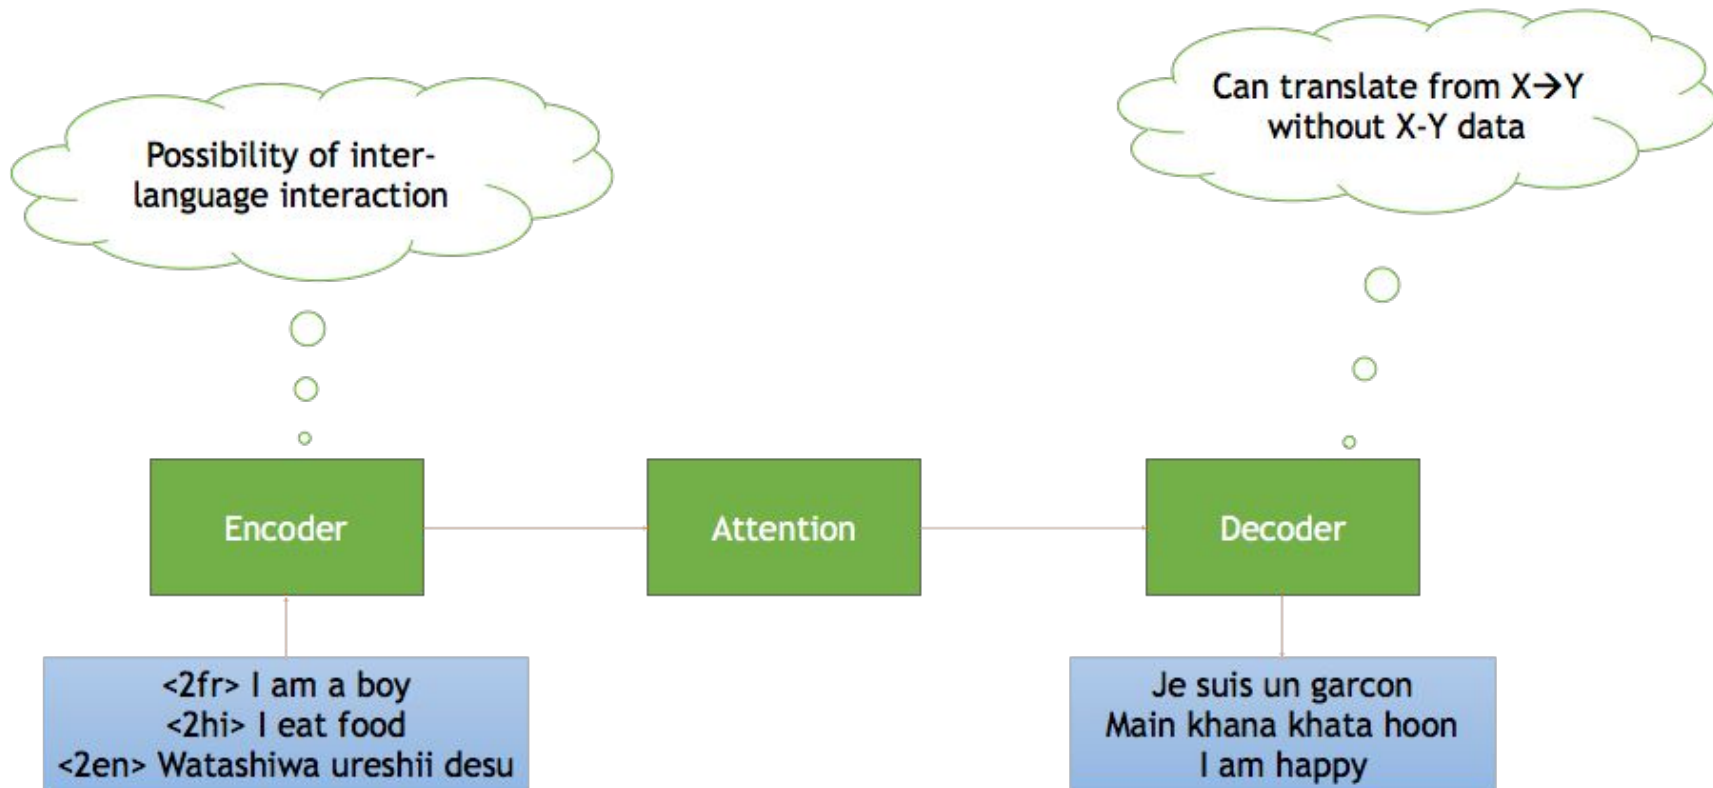 Possibility of inter-
language interaction
Can translate from X→Y
without X-Y data
Encoder
Attention
Decoder
<2fr> I am a boy
<2hi> I eat food
<2en> Watashiwa ureshii desu
Je suis un garcon
Main khana khata hoon
I am happy